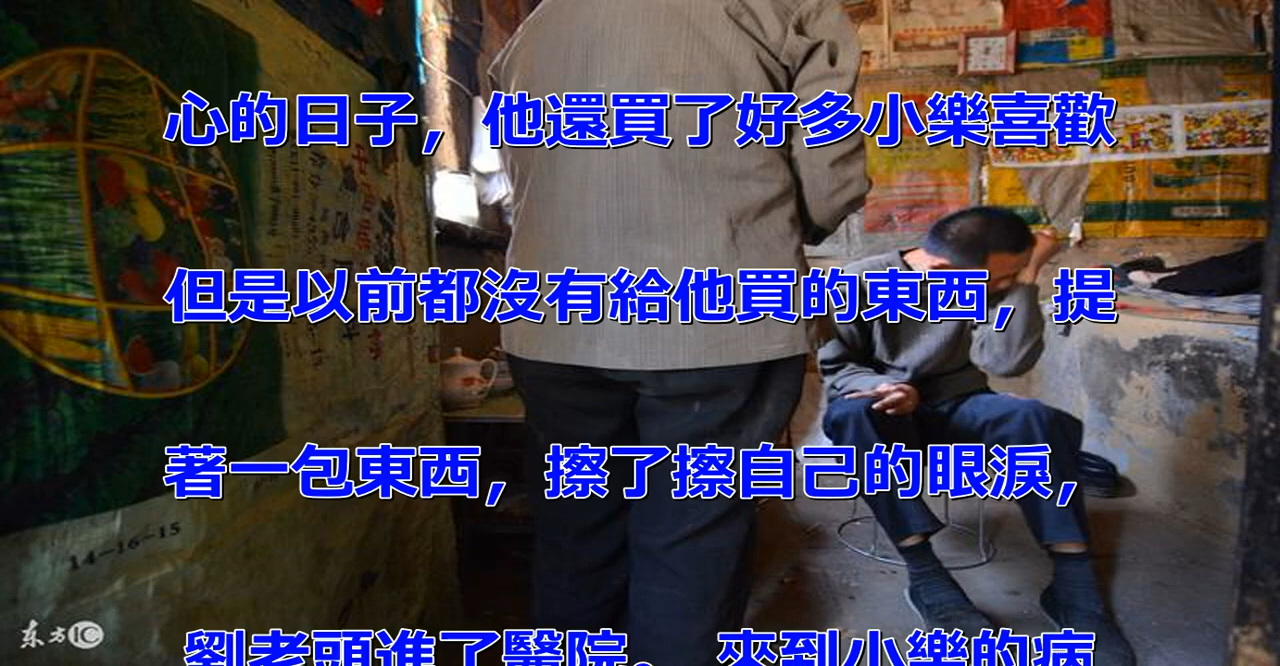 心的日子，他還買了好多小樂喜歡
但是以前都沒有給他買的東西，提
著一包東西，擦了擦自己的眼淚，
劉老頭進了醫院。 來到小樂的病
14-16-15
东方IC